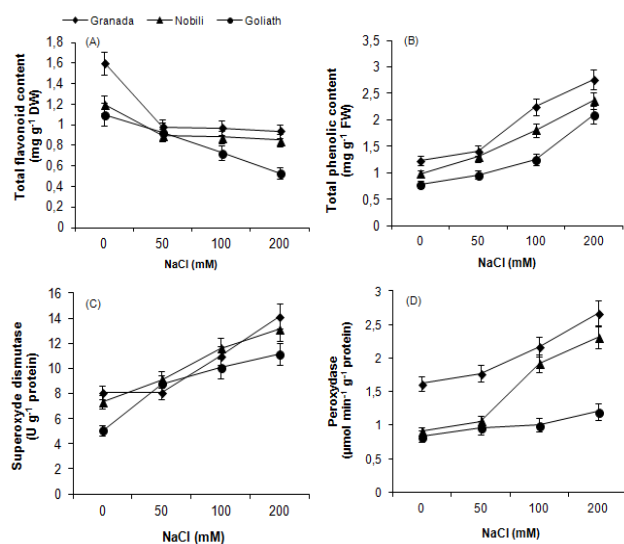 Granada Nobili Goliath
(A)
Total flavonoid content
(mg g-1 DW)
1,8
1,6
1,4
1,2
1
0,8
0,6
0,4
0,2
0
0 50 100 200
NaCl (mM)
(B)
Total phenolic content
(mg g-1 FW)
3,5
3
2,5
2
1,5
1
0,5
0
0 50 100 200
NaCl (mM)
(C)
Superoxyde dismutase
(U g-1 protein)
16
14
12
10
8
6
4
2
0
0 50 100 200
NaCl (mM)
(D)
Peroxydase
(µmol min-1 g-1 protein)
3
2,5
2
1,5
1
0,5
0
0 50 100 200
NaCl (mM)